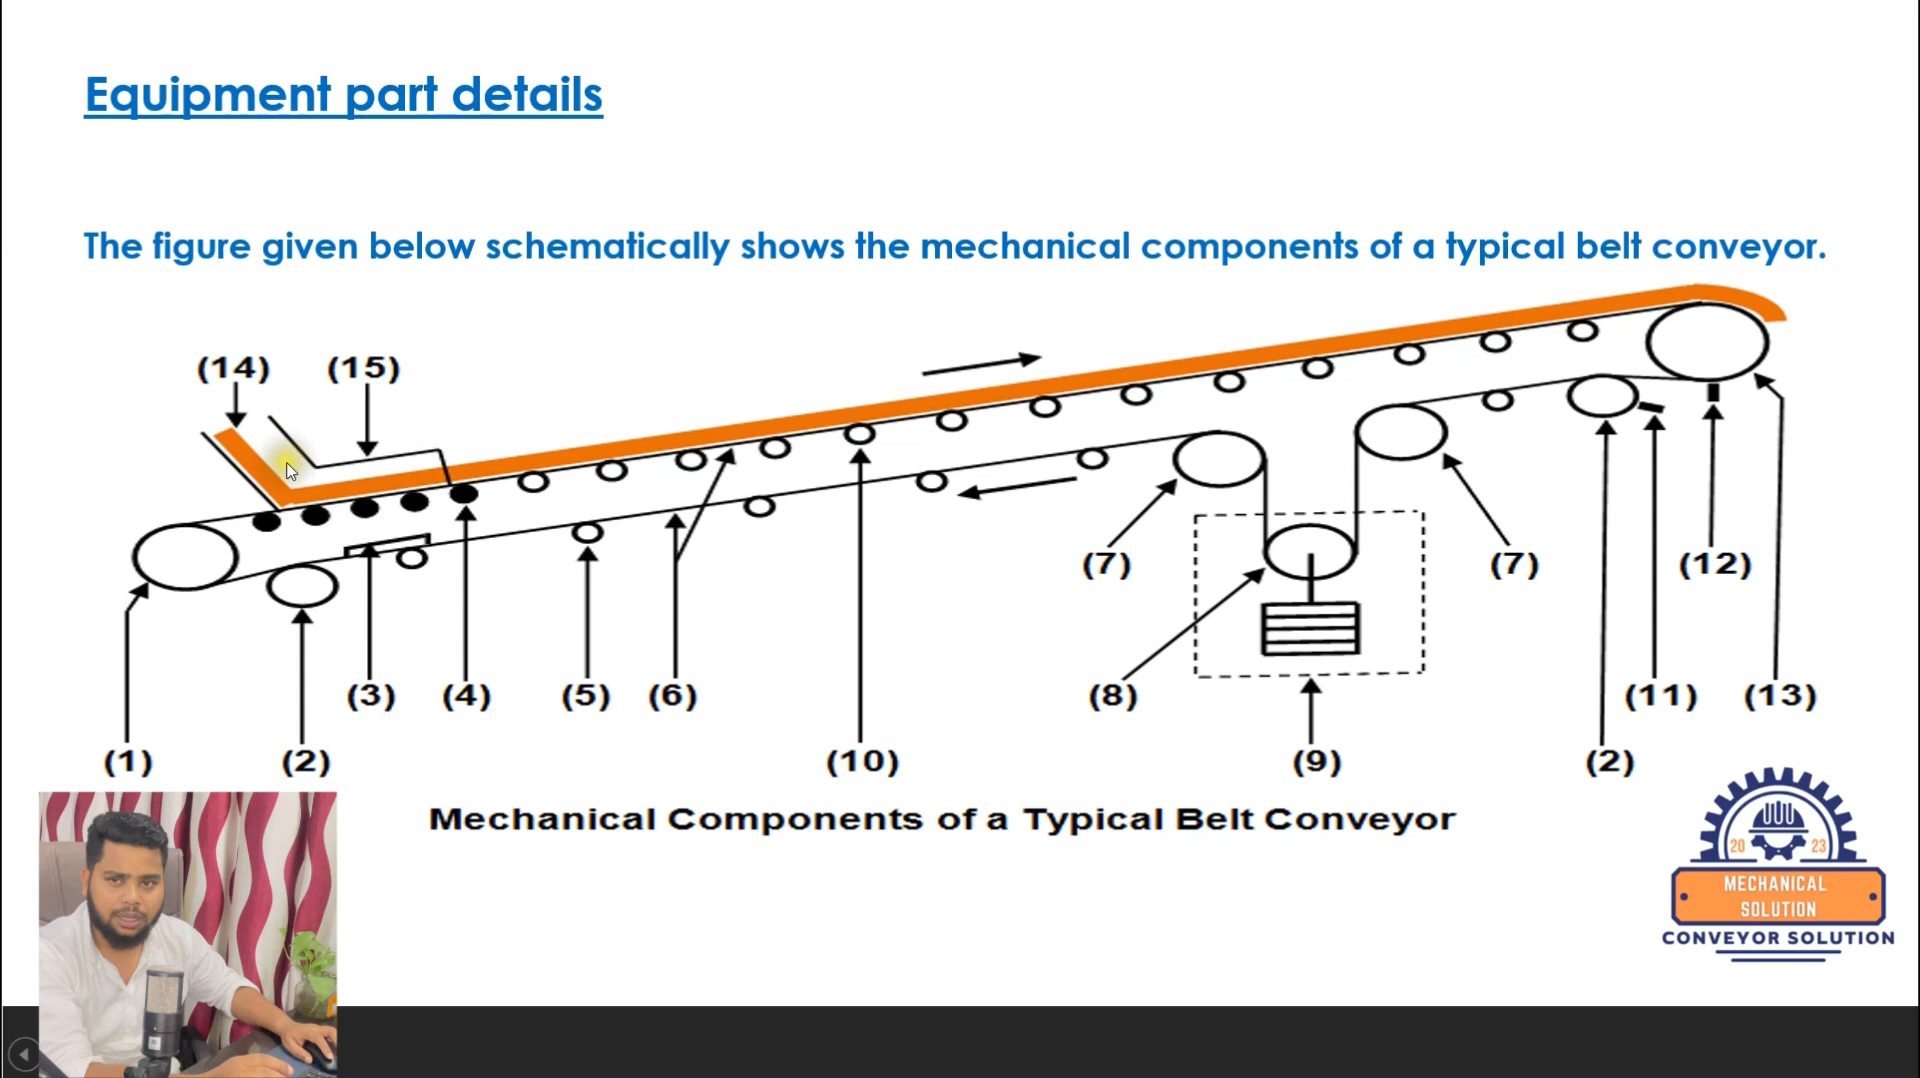 Equipment part details
The figure given below schematically shows the mechanical components of a typical belt conveyor.
(14) (15)
(7) (7) (12)
(3) (4) (5) (6) (8) (11) (13)
(1) (2) (10) (9) (2)
Mechanical Components of a Typical Belt Conveyor
20 23
MECHANICAL
SOLUTION
CONVEYOR SOLUTION